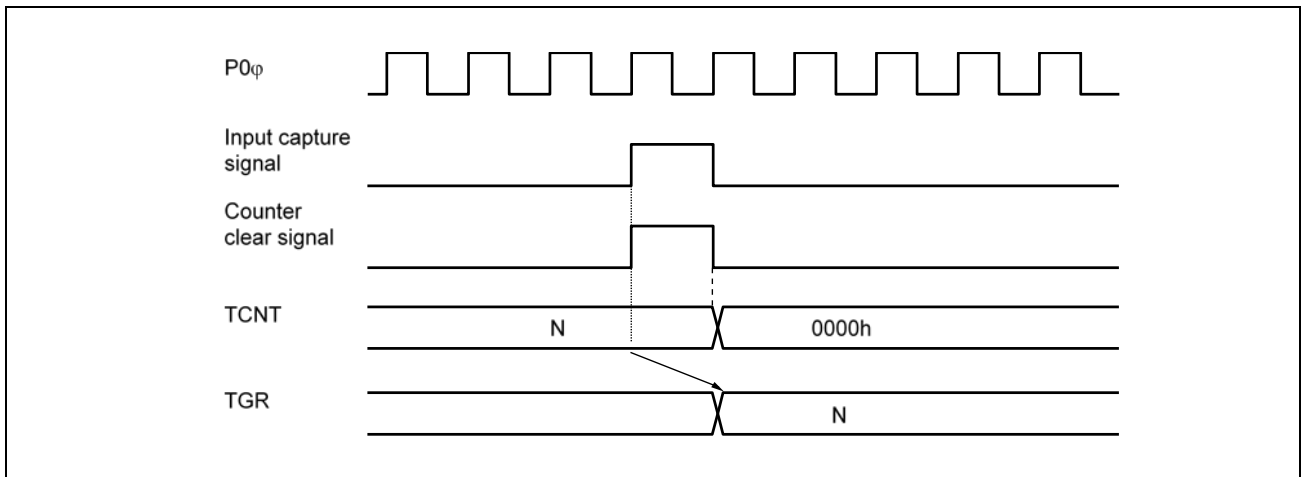 P0φ
Input capture
signal
Counter
clear signal
TCNT
N
0000h
TGR
N